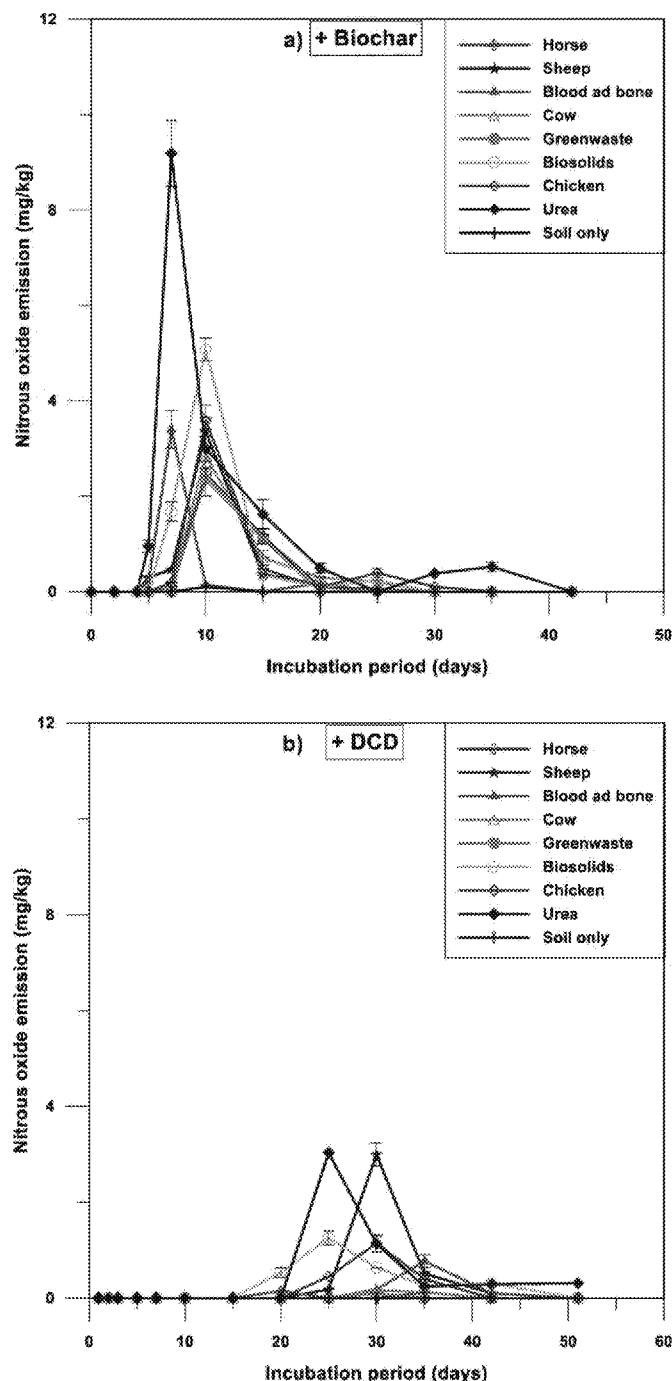 12
a) + Biochar
Horse
Sheep
Blood ad bone
Cow
Greenwaste
Biosolids
Chicken
Urea
Soil only
8
4
0
Nitrous oxide emission (mg/kg)
0 10 20 30 40 50
Incubation period (days)
12
b) + DCD
Horse
Sheep
Blood ad bone
Cow
Greenwaste
Biosolids
Chicken
Urea
Soil only
8
4
0
Nitrous oxide emission (mg/kg)
0 10 20 30 40 50 60
Incubation period (days)